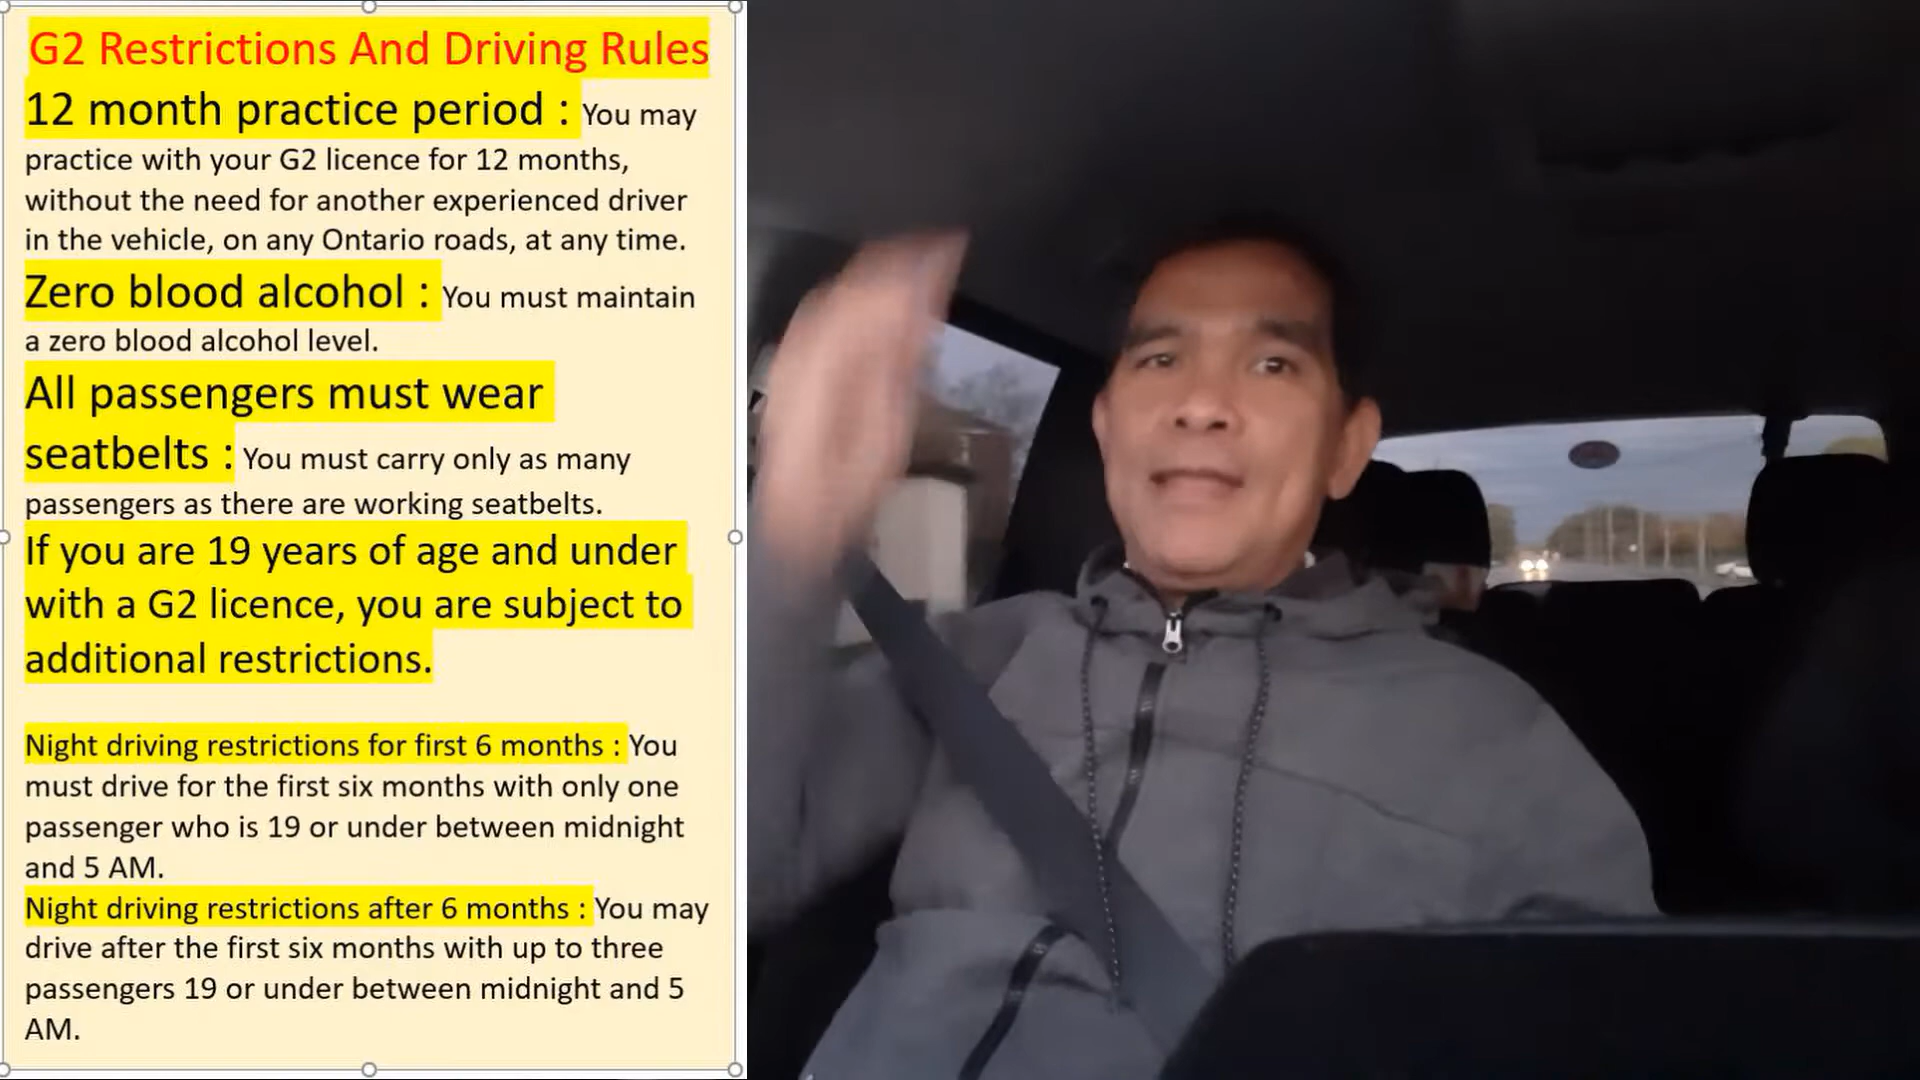 G2 Restrictions And Driving Rules
12 month practice period : You may
practice with your G2 licence for 12 months,
without the need for another experienced driver
in the vehicle, on any Ontario roads, at any time.
Zero blood alcohol : You must maintain
a zero blood alcohol level.
All passengers must wear
seatbelts : You must carry only as many
passengers as there are working seatbelts.
If you are 19 years of age and under
with a G2 licence, you are subject to
additional restrictions.
Night driving restrictions for first 6 months : You
must drive for the first six months with only one
passenger who is 19 or under between midnight
and 5 AM.
Night driving restrictions after 6 months : You may
drive after the first six months with up to three
passengers 19 or under between midnight and 5
AM.